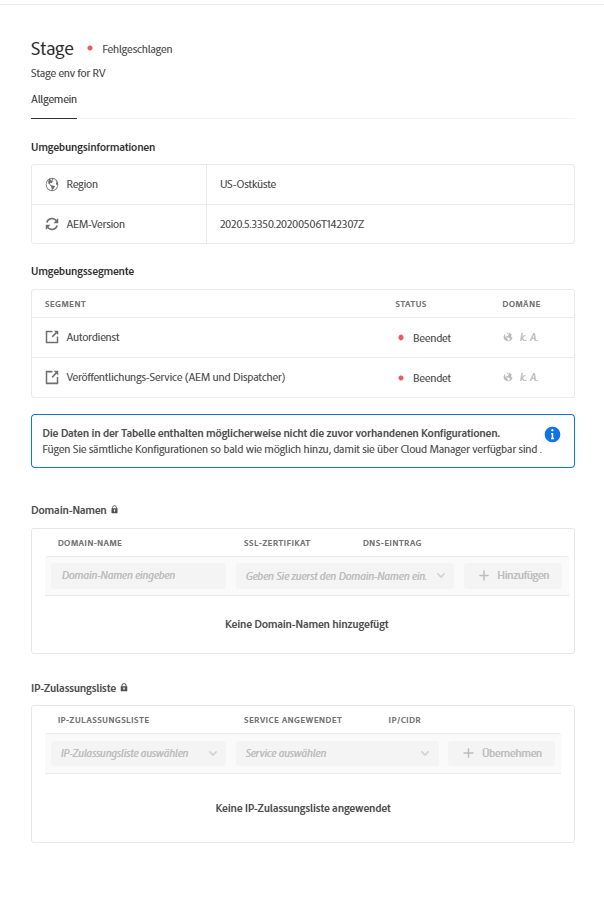 Stage Fehlgeschlagen
Stage env for RV
Allgemein
Umgebungsinformationen
Region US-Ostküste
AEM-Version 2020.5.3350.20200506T142307Z
Umgebungssegmente
SEGMENT STATUS DOMÄNE
Autordienst Beendet k. A.
Veröffentlichungs-Service (AEM und Dispatcher) Beendet k. A.
Die Daten in der Tabelle enthalten möglicherweise nicht die zuvor vorhandenen Konfigurationen.
Fügen Sie sämtliche Konfigurationen so bald wie möglich hinzu, damit sie über Cloud Manager verfügbar sind .
Domain-Namen
DOMAIN-NAME SSL-ZERTIFIKAT DNS-EINTRAG
Domain-Namen eingeben Geben Sie zuerst den Domain-Namen ein. Hinzufügen
Keine Domain-Namen hinzugefügt
IP-Zulassungsliste
IP-ZULASSUNGSLISTE SERVICE ANGEWENDET IP/CIDR
IP-Zulassungsliste auswählen Service auswählen Übernehmen
Keine IP-Zulassungsliste angewendet